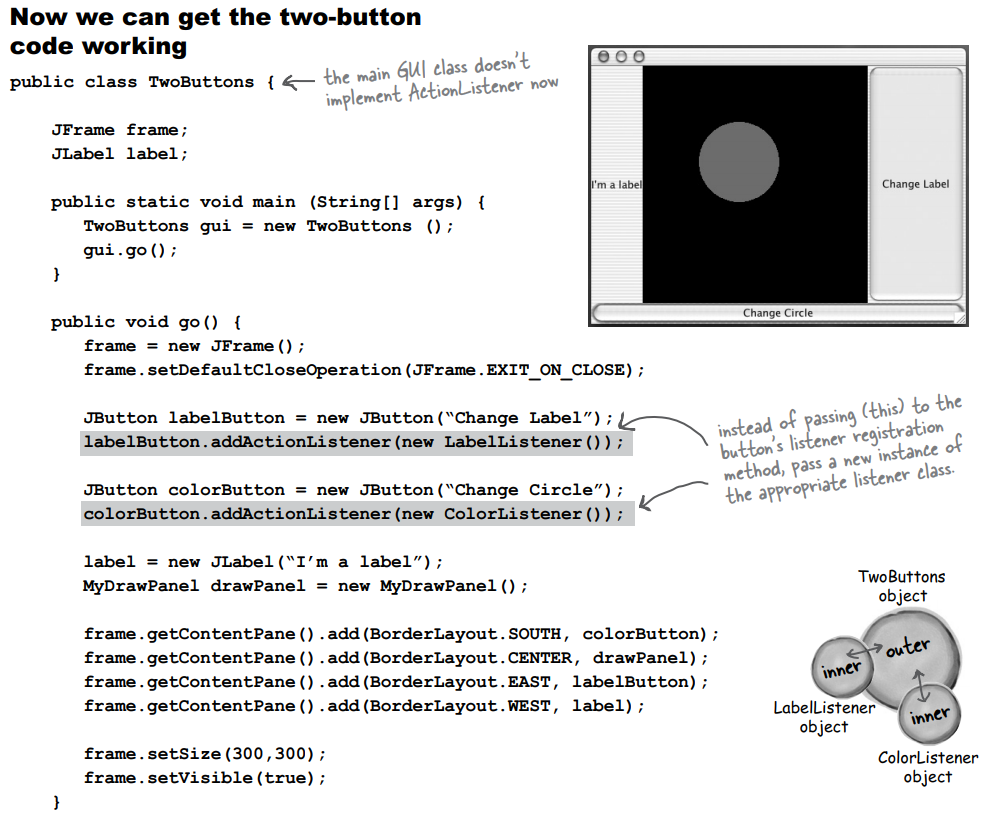 Now we can get the two-button
code working
public class TwoButtons {
the main GUI class doesn't
implement ActionListener now
JFrame frame;
JLabel label;
public static void main (String[] args) {
TwoButtons gui = new TwoButtons ();
gui.go();
}
public void go() {
frame = new JFrame();
frame.setDefaultCloseOperation(JFrame.EXIT_ON_CLOSE);
JButton labelButton = new JButton(“Change Label”);
labelButton.addActionListener(new LabelListener());
JButton colorButton = new JButton(“Change Circle”);
colorButton.addActionListener(new ColorListener());
label = new JLabel(“I’m a label”);
MyDrawPanel drawPanel = new MyDrawPanel();
frame.getContentPane().add(BorderLayout.SOUTH, colorButton);
frame.getContentPane().add(BorderLayout.CENTER, drawPanel);
frame.getContentPane().add(BorderLayout.EAST, labelButton);
frame.getContentPane().add(BorderLayout.WEST, label);
frame.setSize(300,300);
frame.setVisible(true);
}
I'm a label
Change Label
Change Circle
instead of passing (this) to the
button's listener registration
method, pass a new instance of
the appropriate listener class.
TwoButtons
object
outer
inner
inner
LabelListener
object
ColorListener
object